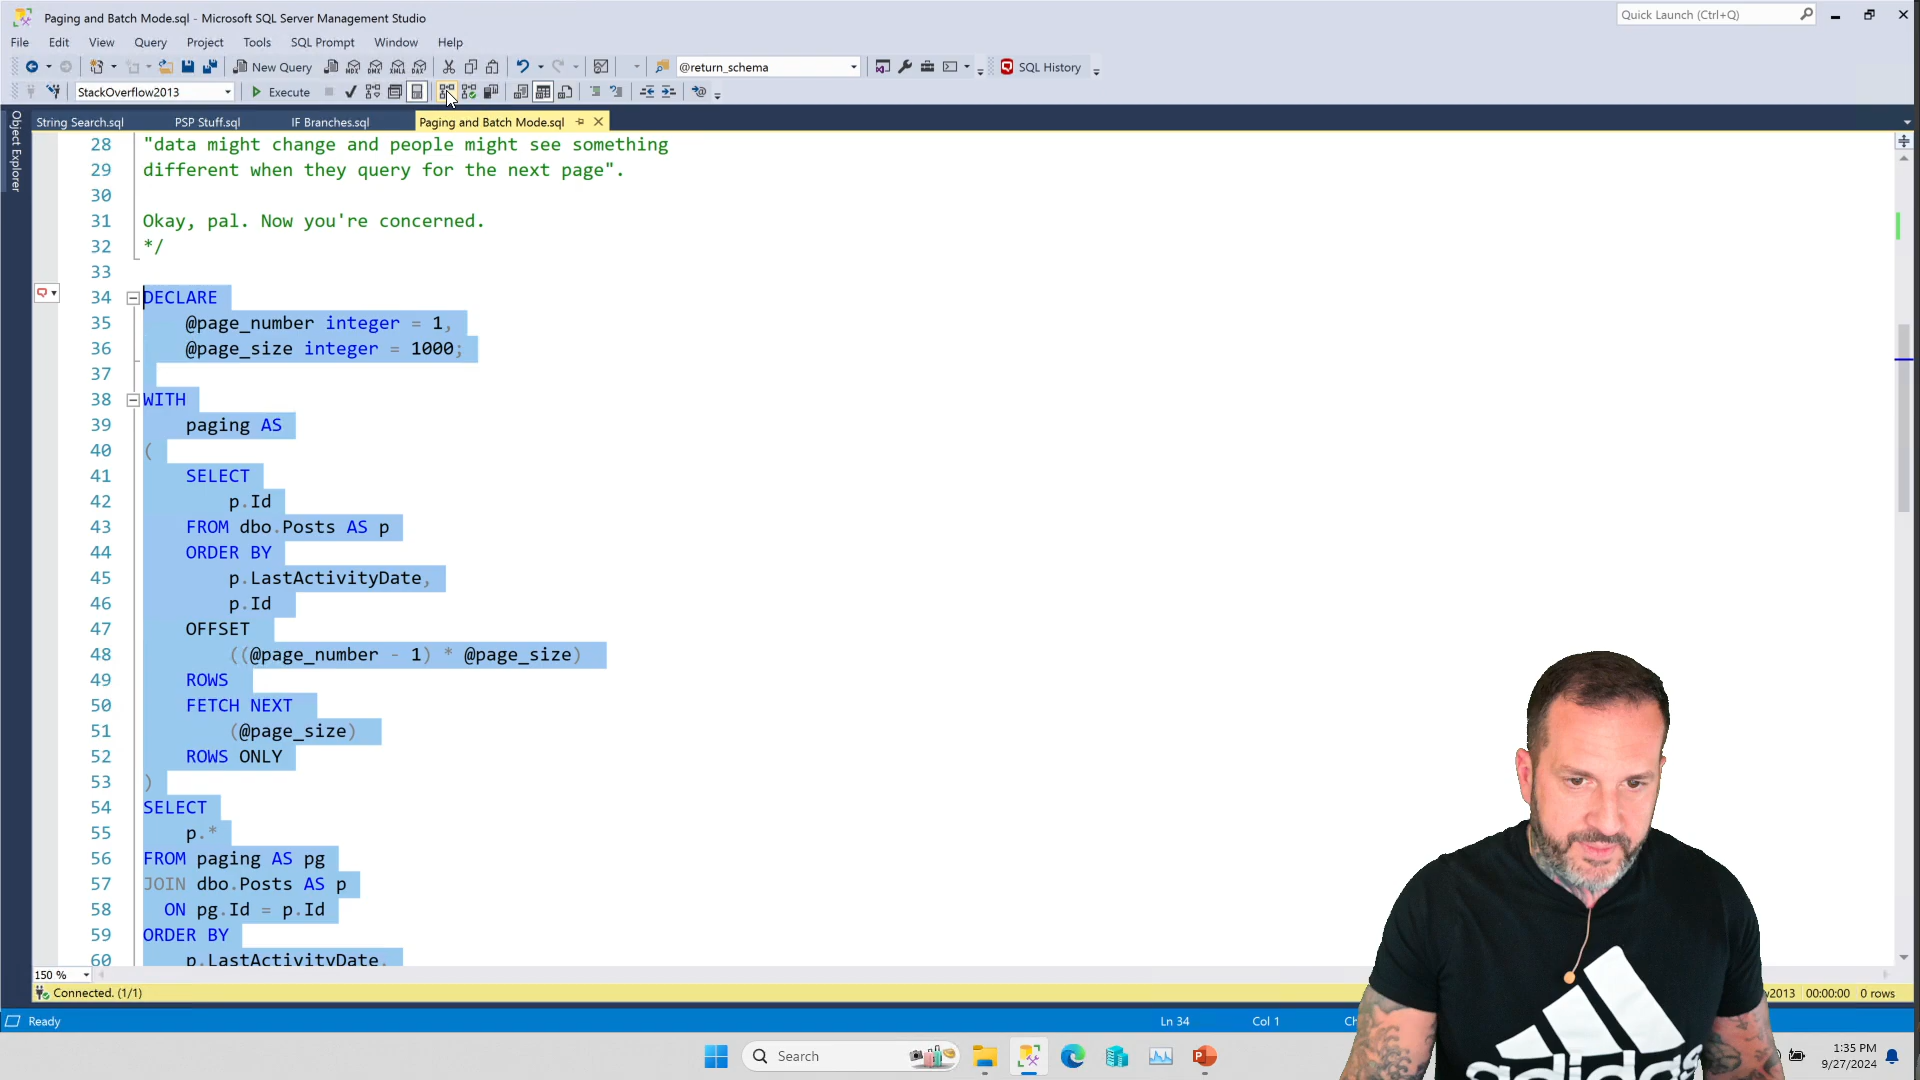 Paging and Batch Mode.sql - Microsoft SQL Server Management Studio
Quick Launch (Ctrl+Q)
File Edit View Query Project Tools SQL Prompt Window Help
New Query
@return_schema
SQL History
StackOverflow2013
Execute
String Search.sql PSP Stuff.sql IF Branches.sql Paging and Batch Mode.sql
Object Explorer
28 "data might change and people might see something
29 different when they query for the next page".
30
31 Okay, pal. Now you're concerned.
32 */
33
34 DECLARE
35 @page_number integer = 1,
36 @page_size integer = 1000;
37
38 WITH
39 paging AS
40 (
41 SELECT
42 p.Id
43 FROM dbo.Posts AS p
44 ORDER BY
45 p.LastActivityDate,
46 p.Id
47 OFFSET
48 ((@page_number - 1) * @page_size)
49 ROWS
50 FETCH NEXT
51 (@page_size)
52 ROWS ONLY
53 )
54 SELECT
55 p.*
56 FROM paging AS pg
57 JOIN dbo.Posts AS p
58 ON pg.Id = p.Id
59 ORDER BY
60 p.LastActivityDate,
150 %
Connected. (1/1)
2013 00:00:00 0 rows
Ready
Ln 34 Col 1 Ch
Search
1:35 PM
9/27/2024
adidas